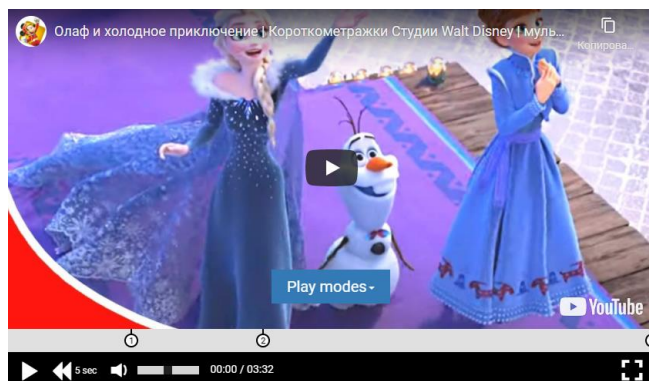 Олаф и холодное приключение | Короткометражки Студии Walt Disney | муль...
Копирова...
Play modes
YouTube
1 2
5 sec 00:00 / 03:32